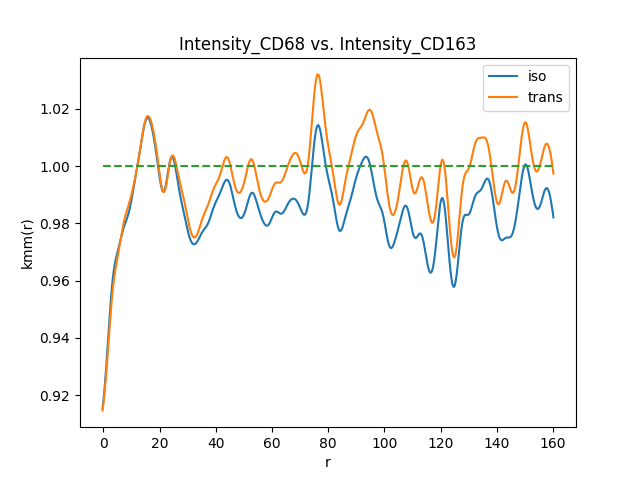 Intensity_CD68 vs. Intensity_CD163
iso
trans
1.02
1.00
0.98
0.96
0.94
0.92
kmm(r)
0 20 40 60 80 100 120 140 160
r